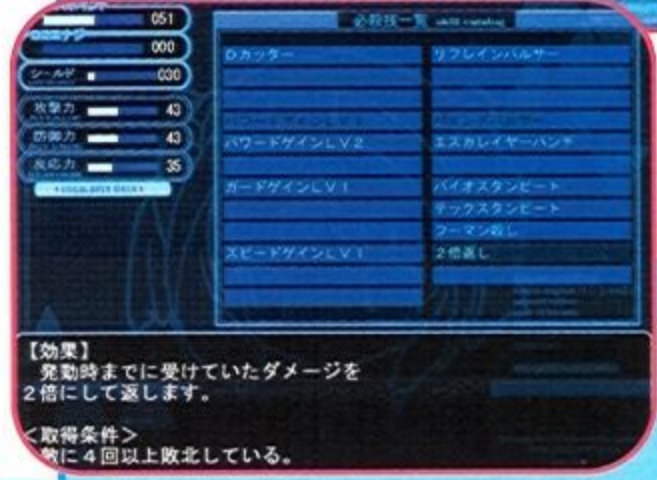 051
000
シールド 030
攻撃力 43
防御力 43
反応力 35
必殺技一覧
Dカッター
リフレインパルサー
パワードゲインLV2
エスカレイヤーパンチ
ガードゲインLV1
バイオスタンピート
テックスタンピート
フーマン殺し
スピードゲインLV1
2倍返し
【効果】
発動時までに受けていたダメージを
2倍にして返します。
<取得条件>
敵に4回以上敗北している。